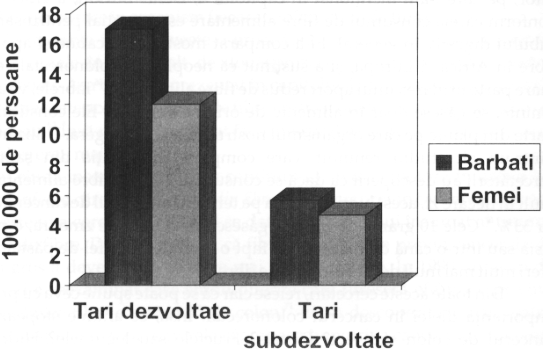 18
16
14
12
10
8
6
4
2
0
100.000 de persoane
Barbati
Femei
Tari dezvoltate
Tari
subdezvoltate